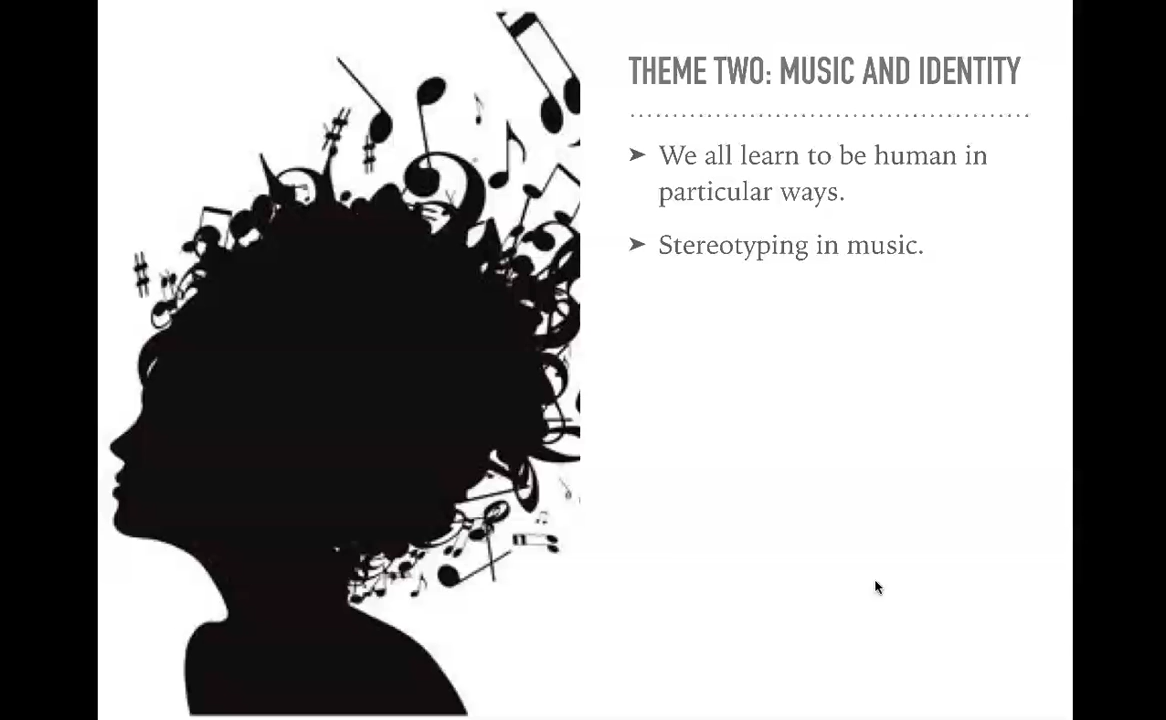 THEME TWO: MUSIC AND IDENTITY
➤ We all learn to be human in
particular ways.
➤ Stereotyping in music.